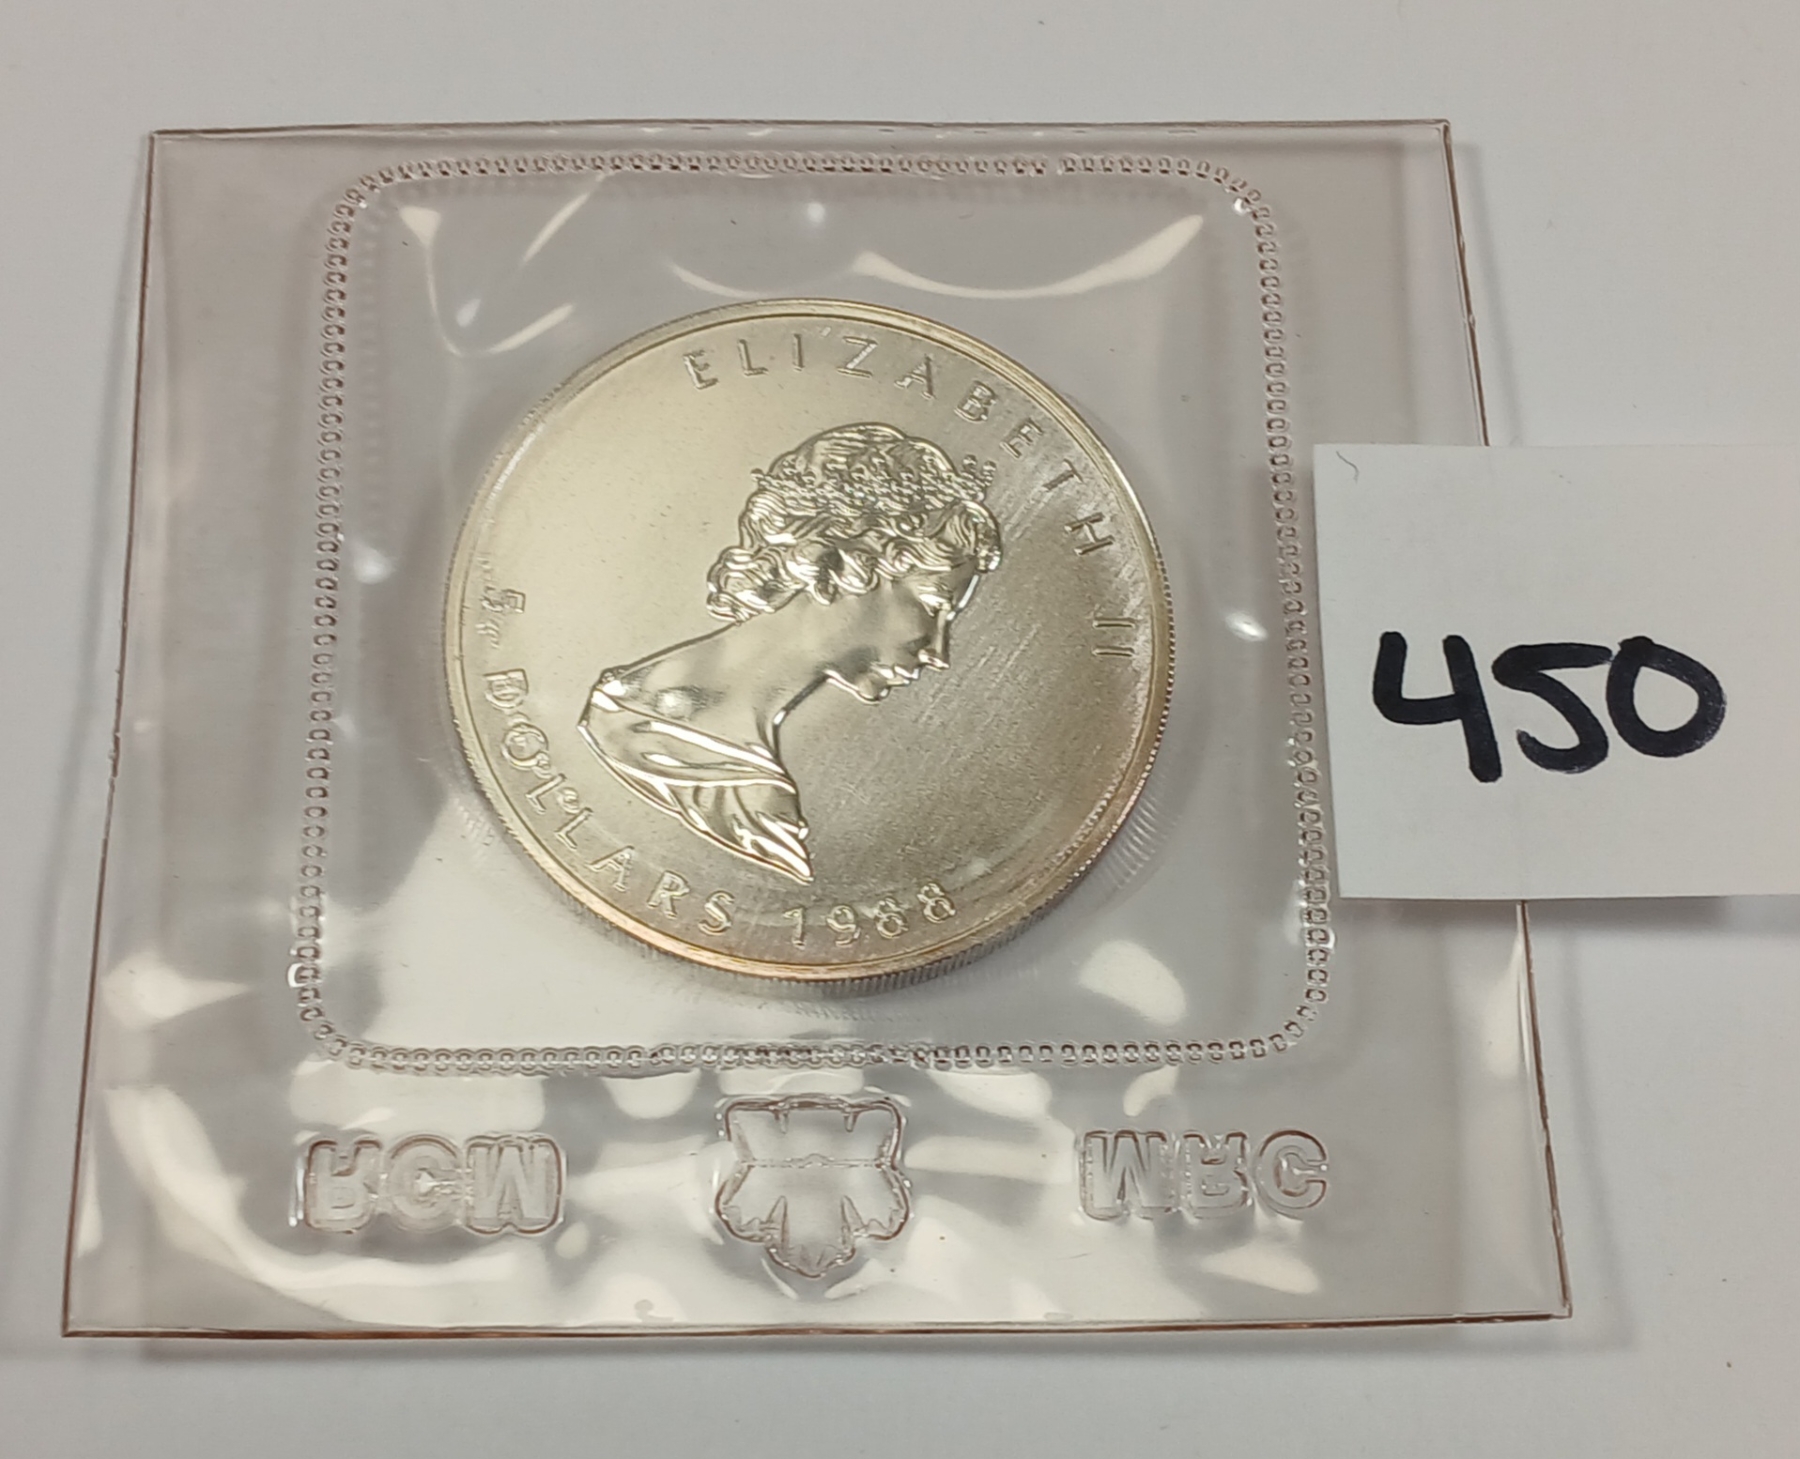 ELIZABETH II
5 DOLLARS 1988
450
RCM MRC